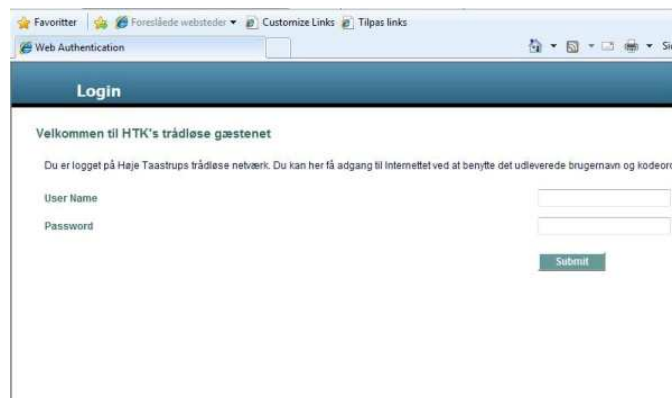 Favoritter Foreslåede websteder Customize Links Tilpas links
Web Authentication
Login
Velkommen til HTK's trådløse gæstenet
Du er logget på Høje Taastrups trådløse netværk. Du kan her få adgang til Internettet ved at benytte det udleverede brugernavn og kodeord
User Name
Password
Submit